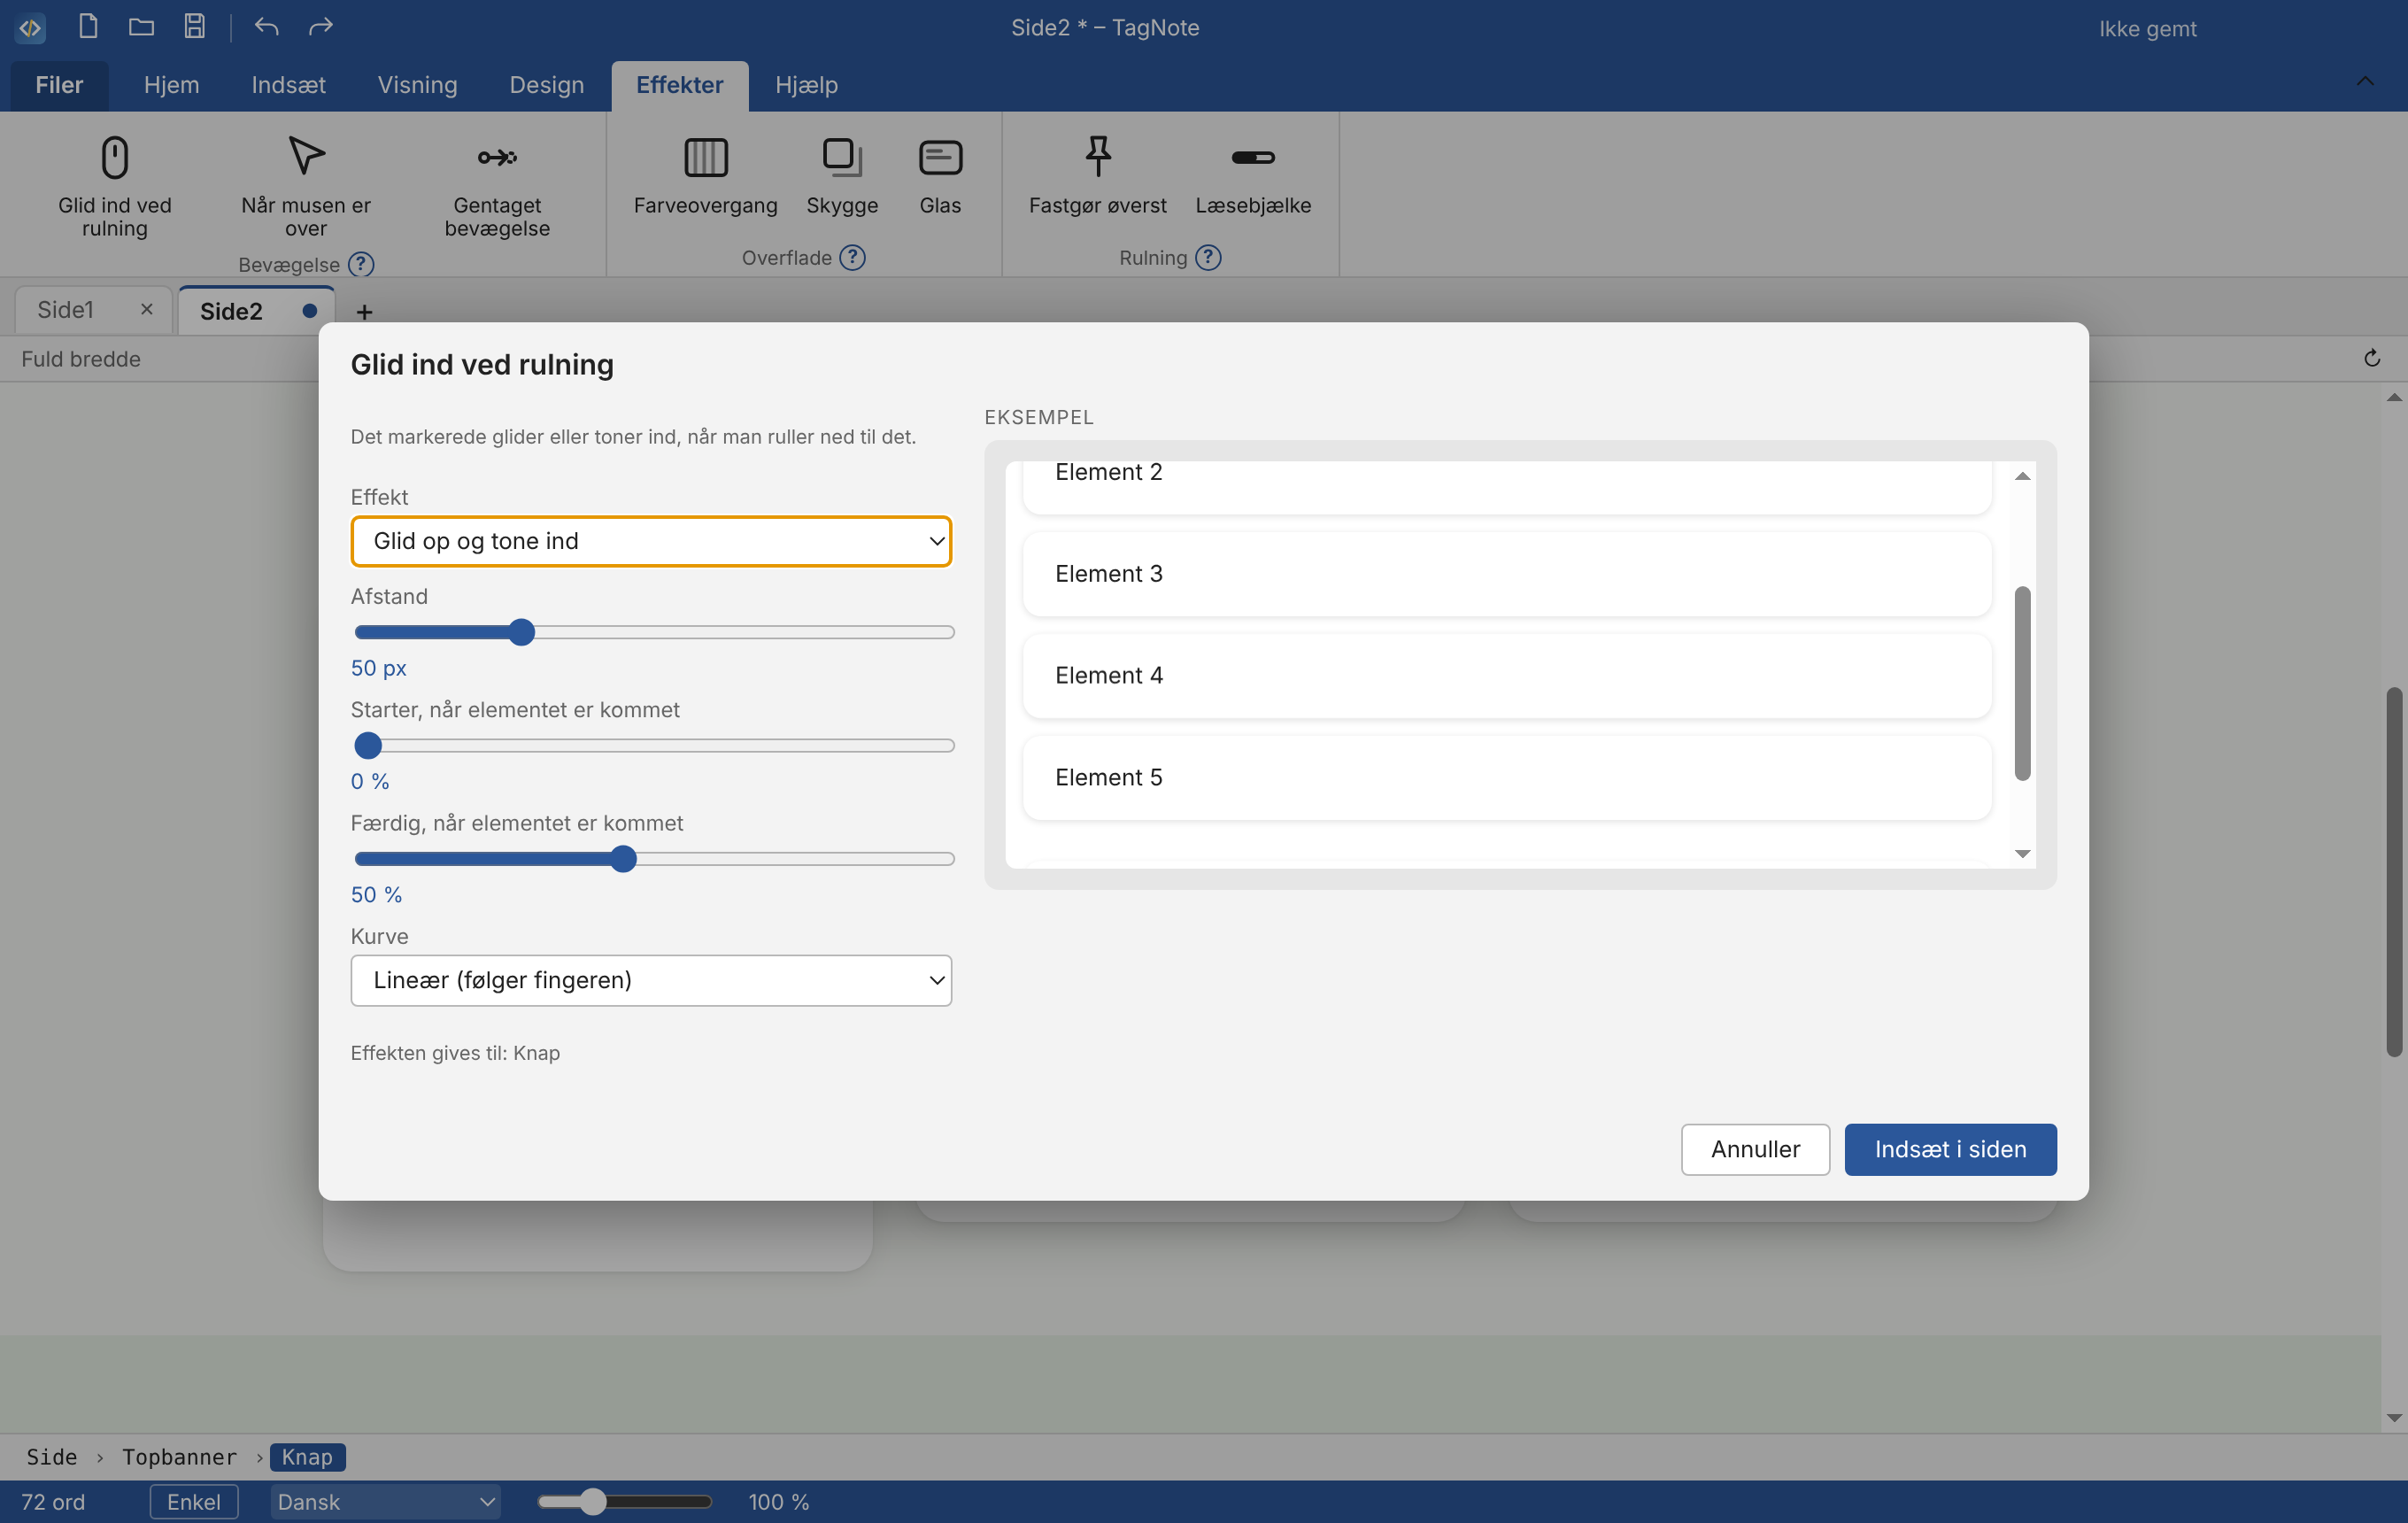 Side2 * – TagNote
Ikke gemt
Filer
Hjem
Indsæt
Visning
Design
Effekter
Hjælp
Glid ind ved
rulning
Når musen er
over
Gentaget
bevægelse
Bevægelse ?
Farveovergang
Skygge
Glas
Overflade ?
Fastgør øverst
Læsebjælke
Rulning ?
Side1 ×
Side2
+
Fuld bredde
Glid ind ved rulning
Det markerede glider eller toner ind, når man ruller ned til det.
Effekt
Glid op og tone ind
Afstand
50 px
Starter, når elementet er kommet
0 %
Færdig, når elementet er kommet
50 %
Kurve
Lineær (følger fingeren)
Effekten gives til: Knap
EKSEMPEL
Element 2
Element 3
Element 4
Element 5
Annuller
Indsæt i siden
Side › Topbanner › Knap
72 ord
Enkel
Dansk
100 %